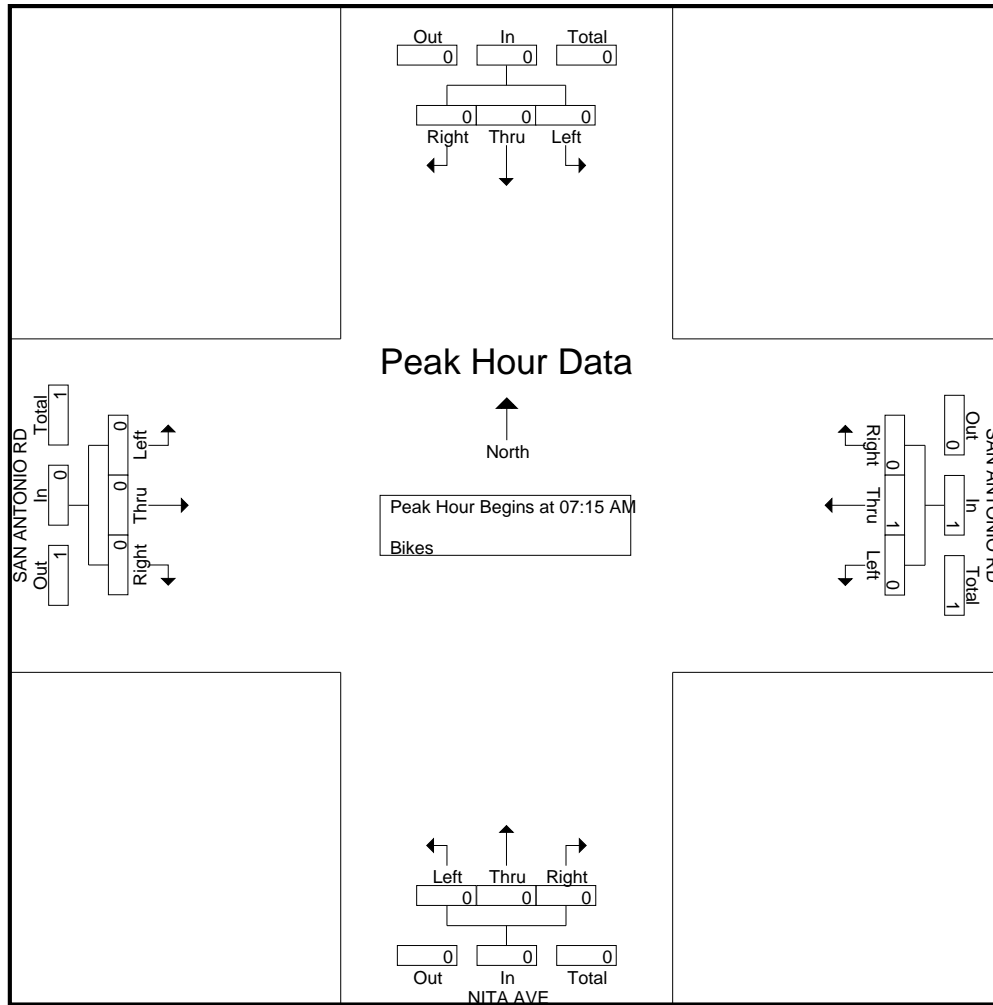 Out In Total
0 0 0
0 0 0
Right Thru Left
Peak Hour Data
North
Peak Hour Begins at 07:15 AM
Bikes
SAN ANTONIO RD
Out In Total
1 0 1
0 0 0
Right Thru Left
SAN ANTONIO RD
Out In Total
0 1 1
0 1 0
Right Thru Left
Left Thru Right
0 0 0
0 0 0
Out In Total
NITA AVE